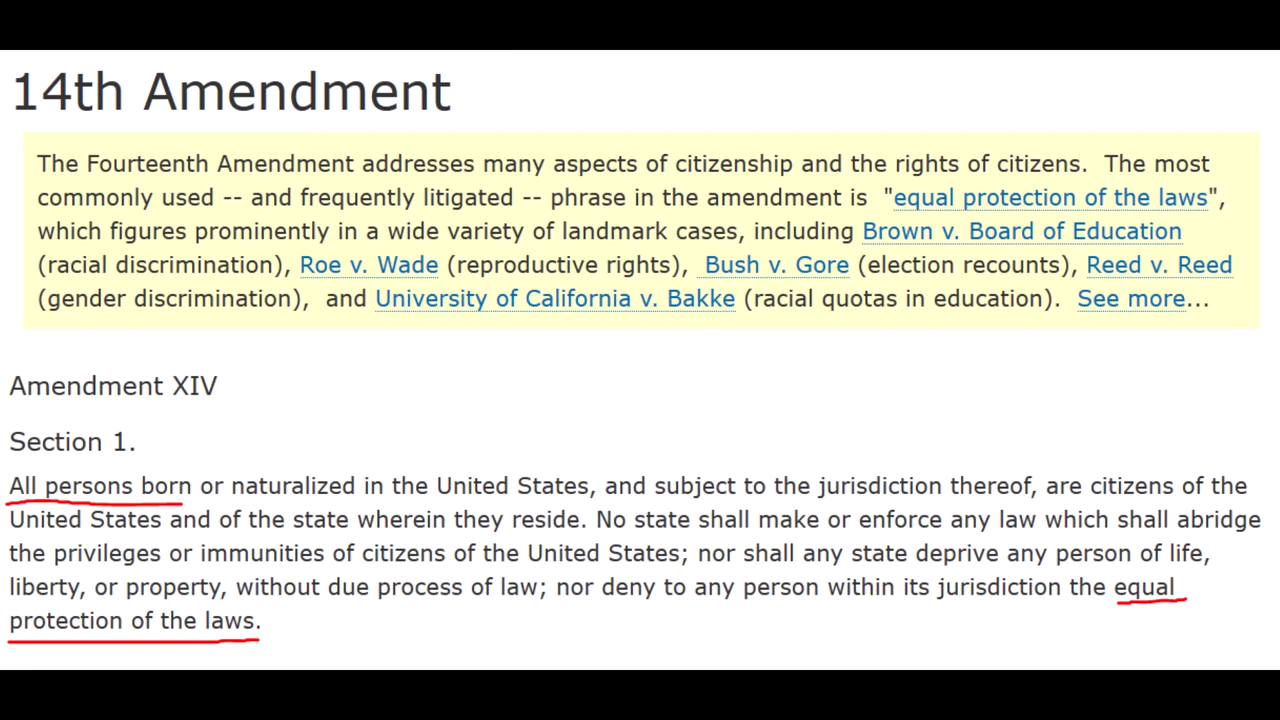 14th Amendment
The Fourteenth Amendment addresses many aspects of citizenship and the rights of citizens. The most
commonly used -- and frequently litigated -- phrase in the amendment is "equal protection of the laws",
which figures prominently in a wide variety of landmark cases, including Brown v. Board of Education
(racial discrimination), Roe v. Wade (reproductive rights), Bush v. Gore (election recounts), Reed v. Reed
(gender discrimination), and University of California v. Bakke (racial quotas in education). See more...
Amendment XIV
Section 1.
All persons born or naturalized in the United States, and subject to the jurisdiction thereof, are citizens of the
United States and of the state wherein they reside. No state shall make or enforce any law which shall abridge
the privileges or immunities of citizens of the United States; nor shall any state deprive any person of life,
liberty, or property, without due process of law; nor deny to any person within its jurisdiction the equal
protection of the laws.